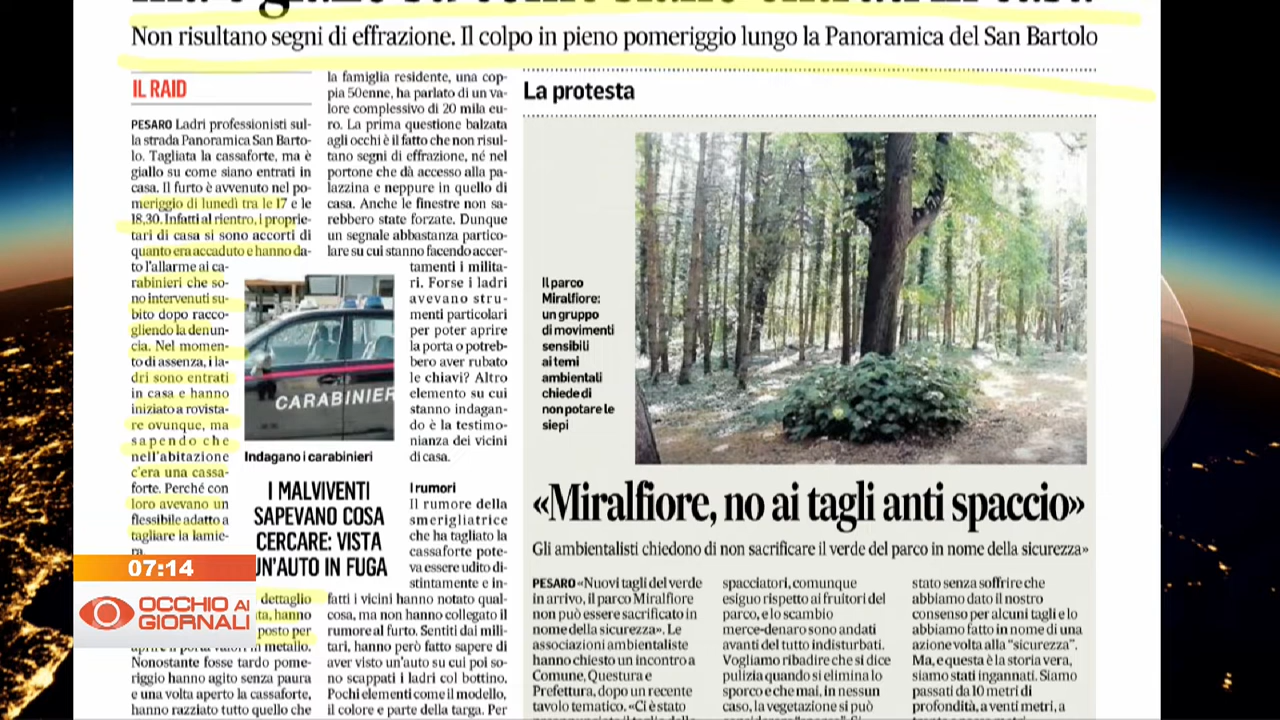 Non risultano segni di effrazione. Il colpo in pieno pomeriggio lungo la Panoramica del San Bartolo
IL RAID
PESARO Ladri professionisti sul-
la strada Panoramica San Barto-
lo. Tagliata la cassaforte, ma è
giallo su come siano entrati in
casa. Il furto è avvenuto nel po-
meriggio di lunedì tra le 17 e le
18,30. Infatti al rientro, i proprie-
tari di casa si sono accorti di
quanto era accaduto e hanno da-
to l'allarme ai ca-
rabinieri che so-
no intervenuti su-
bito dopo racco-
gliendo la denun-
cia. Nel momen-
to di assenza, i la-
dri sono entrati
in casa e hanno
iniziato a rovista-
re ovunque, ma
sapendo che
nell'abitazione
c'era una cassa-
forte. Perché con
loro avevano un
flessibile adatto a
tagliare la lamie-
ra.
dettaglio
hanno
posto per
metallo.
Nonostante fosse tardo pome-
riggio hanno agito senza paura
e una volta aperto la cassaforte,
hanno razziato tutto quello che
CARABINIERI
Indagano i carabinieri
I MALVIVENTI
SAPEVANO COSA
CERCARE: VISTA
UN'AUTO IN FUGA
la famiglia residente, una cop-
pia 50enne, ha parlato di un va-
lore complessivo di 20 mila eu-
ro. La prima questione balzata
agli occhi è il fatto che non risul-
tano segni di effrazione, né nel
portone che dà accesso alla pa-
lazzina e neppure in quello di
casa. Anche le finestre non sa-
rebbero state forzate. Dunque
un segnale abbastanza partico-
lare su cui stanno facendo accer-
tamenti i milita-
ri. Forse i ladri
avevano stru-
menti particolari
per poter aprire
la porta o potreb-
bero aver rubato
le chiavi? Altro
elemento su cui
stanno indagan-
do è la testimo-
nianza dei vicini
di casa.
I rumori
Il rumore della
smerigliatrice
che ha tagliato la
cassaforte pote-
va essere udito di-
stintamente e in-
fatti i vicini hanno notato qual-
cosa, ma non hanno collegato il
rumore al furto. Sentiti dai mili-
tari, hanno però fatto sapere di
aver visto un'auto su cui poi so-
no scappati i ladri col bottino.
Pochi elementi come il modello,
il colore e parte della targa. Per
La protesta
Il parco
Miralfiore:
un gruppo
di movimenti
sensibili
ai temi
ambientali
chiede di
non potare le
siepi
«Miralfiore, no ai tagli anti spaccio»
Gli ambientalisti chiedono di non sacrificare il verde del parco in nome della sicurezza»
PESARO «Nuovi tagli del verde
in arrivo, il parco Miralfiore
non può essere sacrificato in
nome della sicurezza». Le
associazioni ambientaliste
hanno chiesto un incontro a
Comune, Questura e
Prefettura, dopo un recente
tavolo tematico. «Ci è stato
spacciatori, comunque
esiguo rispetto ai fruitori del
parco, e lo scambio
merce-denaro sono andati
avanti del tutto indisturbati.
Vogliamo ribadire che si dice
pulizia quando si elimina lo
sporco e che mai, in nessun
caso, la vegetazione si può
stato senza soffrire che
abbiamo dato il nostro
consenso per alcuni tagli e lo
abbiamo fatto in nome di una
azione volta alla "sicurezza".
Ma, e questa è la storia vera,
siamo stati ingannati. Siamo
passati da 10 metri di
profondità, a venti metri, a
07:14
OCCHIO AI
GIORNALI